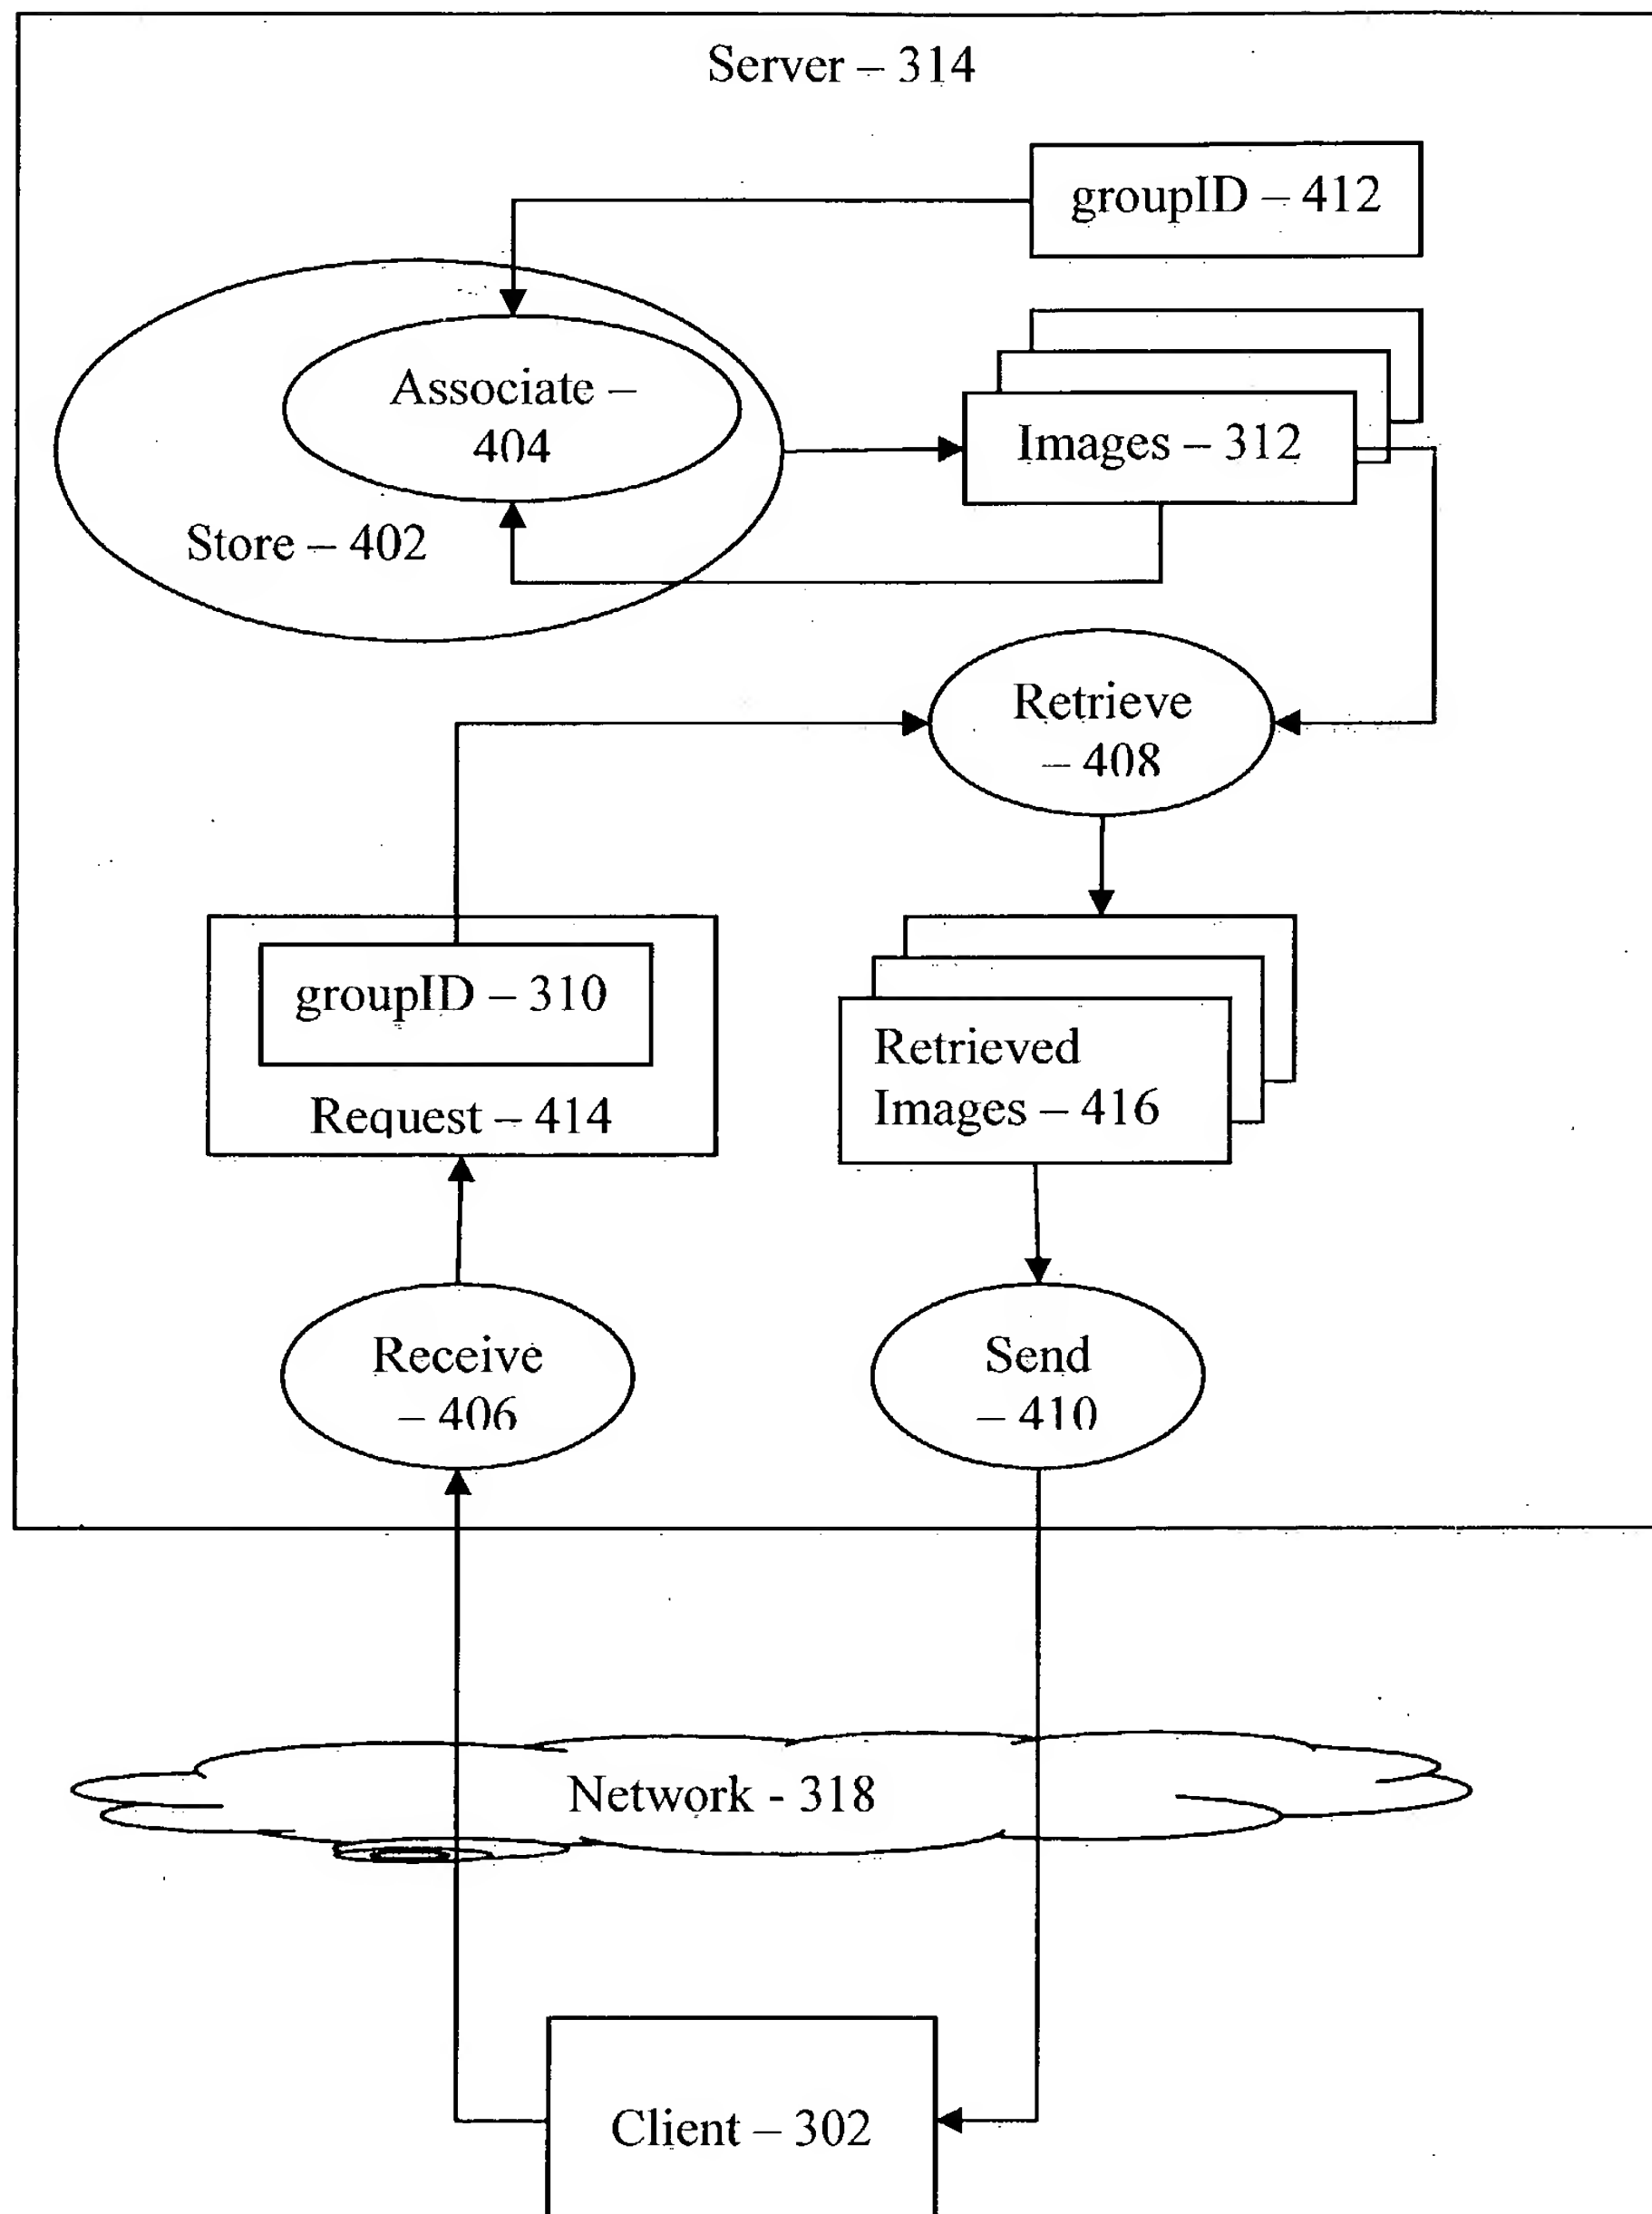 Server – 314
groupID – 412
Associate –
404
Images – 312
Store – 402
Retrieve
– 408
groupID – 310
Request – 414
Retrieved
Images – 416
Receive
– 406
Send
– 410
Network - 318
Client – 302